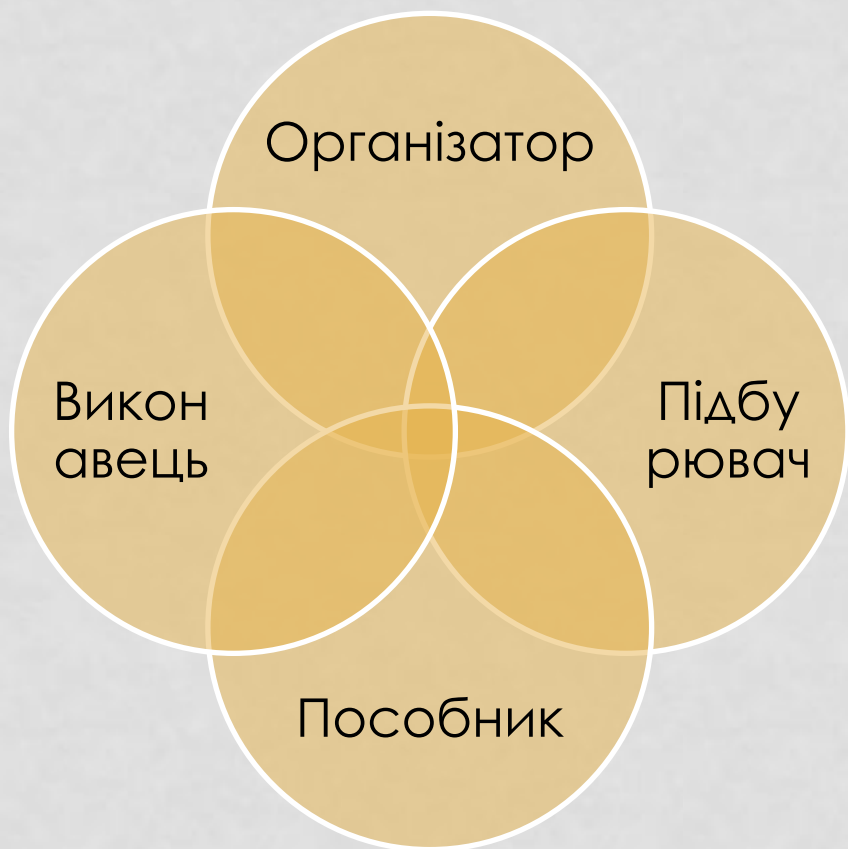 Організатор
Викон
авець
Підбу
рювач
Пособник